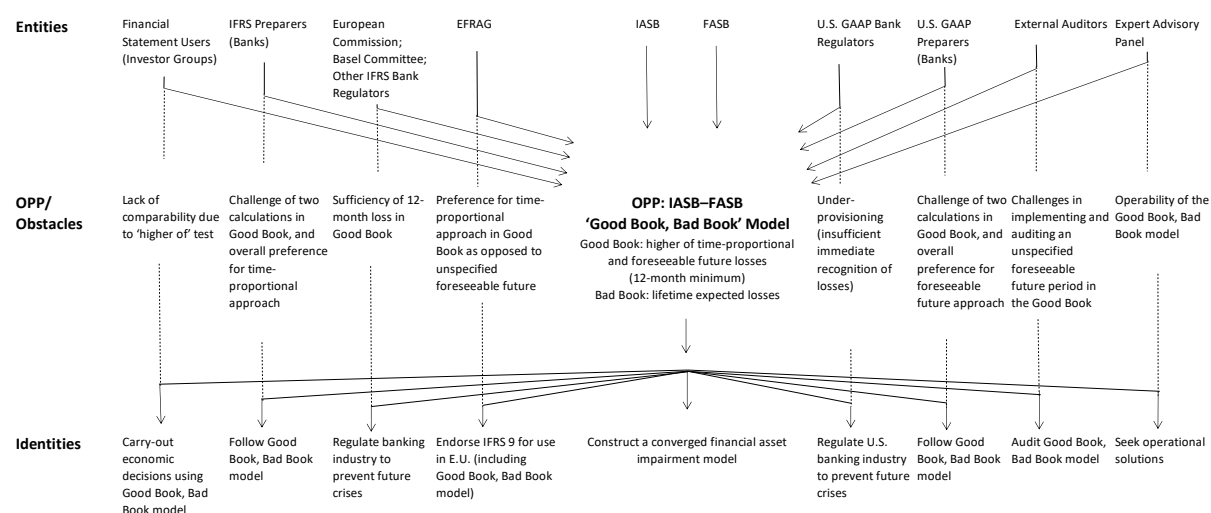 Entities
Financial
Statement Users
(Investor Groups)
IFRS Preparers
(Banks)
European
Commission;
Basel Committee;
Other IFRS Bank
Regulators
EFRAG
IASB
FASB
U.S. GAAP Bank
Regulators
U.S. GAAP
Preparers
(Banks)
External Auditors
Expert Advisory
Panel
OPP/
Obstacles
Lack of
comparability due
to ‘higher of’ test
Challenge of two
calculations in
Good Book, and
overall preference
for time-
proportional
approach
Sufficiency of 12-
month loss in
Good Book
Preference for time-
proportional
approach in Good
Book as opposed to
unspecified
foreseeable future
OPP: IASB–FASB
‘Good Book, Bad Book’ Model
Good Book: higher of time-proportional
and foreseeable future losses
(12-month minimum)
Bad Book: lifetime expected losses
Under-
provisioning
(insufficient
immediate
recognition of
losses)
Challenge of two
calculations in
Good Book, and
overall
preference for
foreseeable
future approach
Challenges in
implementing and
auditing an
unspecified
foreseeable
future period in
the Good Book
Operability of the
Good Book, Bad
Book model
Identities
Carry-out
economic
decisions using
Good Book, Bad
Book model
Follow Good
Book, Bad Book
model
Regulate banking
industry to
prevent future
crises
Endorse IFRS 9 for use
in E.U. (including
Good Book, Bad Book
model)
Construct a converged financial asset
impairment model
Regulate U.S.
banking industry
to prevent future
crises
Follow Good
Book, Bad Book
model
Audit Good Book,
Bad Book model
Seek operational
solutions